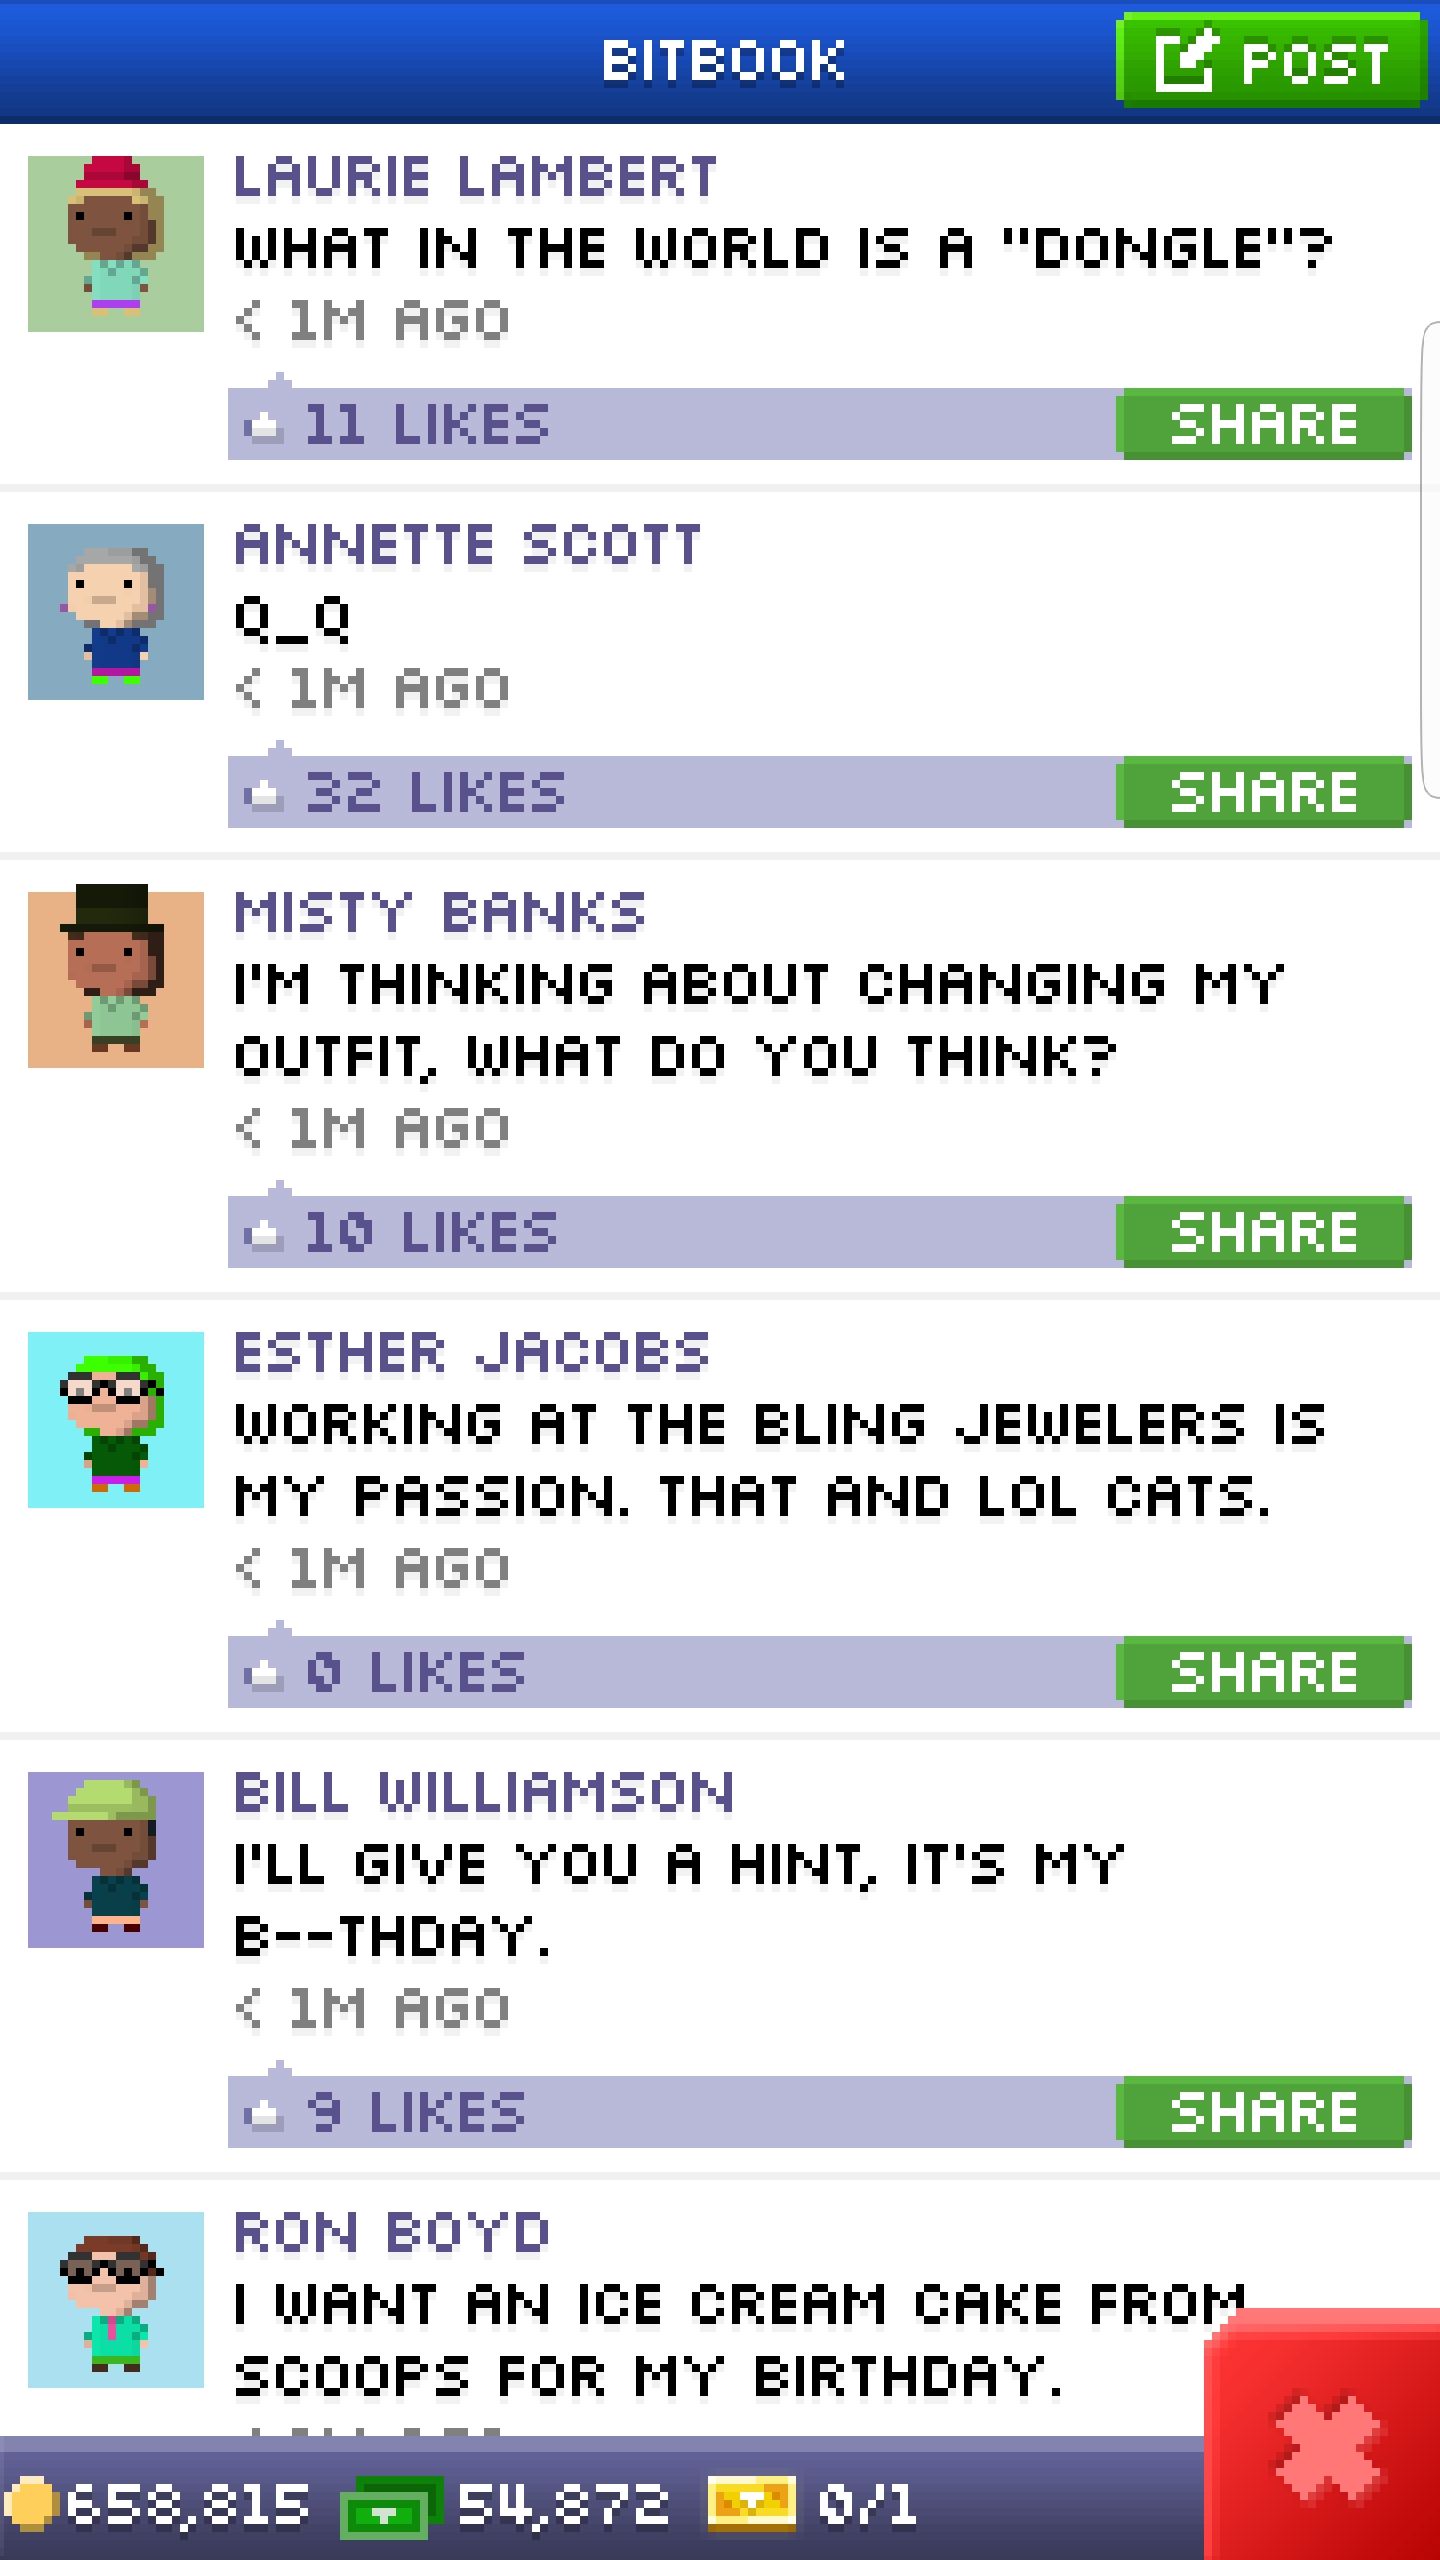 BITBOOK
POST
LAURIE LAMBERT
WHAT IN THE WORLD IS A "DONGLE"?
< 1M AGO
11 LIKES
SHARE
ANNETTE SCOTT
Q_Q
< 1M AGO
32 LIKES
SHARE
MISTY BANKS
I'M THINKING ABOUT CHANGING MY
OUTFIT, WHAT DO YOU THINK?
< 1M AGO
10 LIKES
SHARE
ESTHER JACOBS
WORKING AT THE BLING JEWELERS IS
MY PASSION. THAT AND LOL CATS.
< 1M AGO
0 LIKES
SHARE
BILL WILLIAMSON
I'LL GIVE YOU A HINT, IT'S MY
B--THDAY.
< 1M AGO
9 LIKES
SHARE
RON BOYD
I WANT AN ICE CREAM CAKE FROM
SCOOPS FOR MY BIRTHDAY.
658,815
54,872
0/1